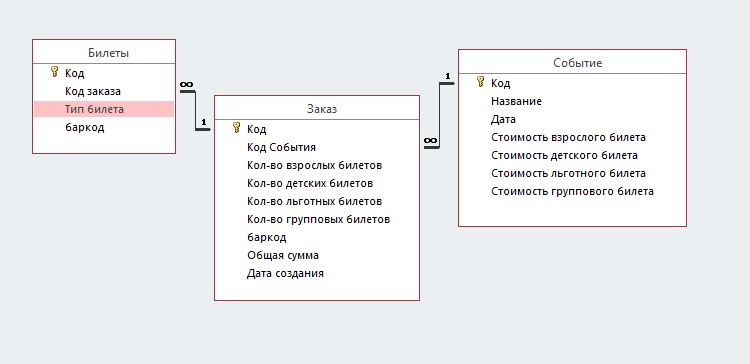 Билеты
Код
Код заказа
Тип билета
баркод
∞
1
Заказ
Код
Код События
Кол-во взрослых билетов
Кол-во детских билетов
Кол-во льготных билетов
Кол-во групповых билетов
баркод
Общая сумма
Дата создания
∞
1
Событие
Код
Название
Дата
Стоимость взрослого билета
Стоимость детского билета
Стоимость льготного билета
Стоимость группового билета